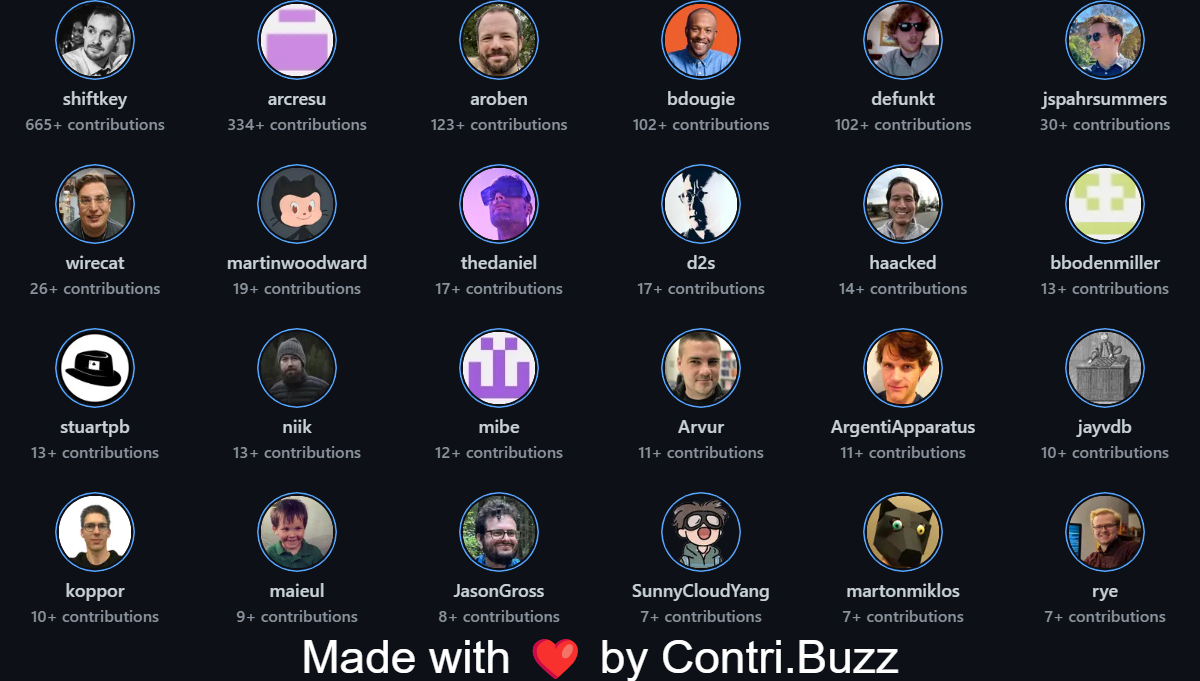 shiftkey arcresu aroben bdougie defunkt jspahrsummers
665+ contributions 334+ contributions 123+ contributions 102+ contributions 102+ contributions 30+ contributions
wirecat martinwoodward thedaniel d2s haacked bbodenmiller
26+ contributions 19+ contributions 17+ contributions 17+ contributions 14+ contributions 13+ contributions
stuartpb niik mibe Arvur ArgentiApparatus jayvdb
13+ contributions 13+ contributions 12+ contributions 11+ contributions 11+ contributions 10+ contributions
koppor maieul JasonGross SunnyCloudYang martonmiklos rye
10+ contributions 9+ contributions 8+ contributions 7+ contributions 7+ contributions 7+ contributions
Made with ❤️ by Contri.Buzz